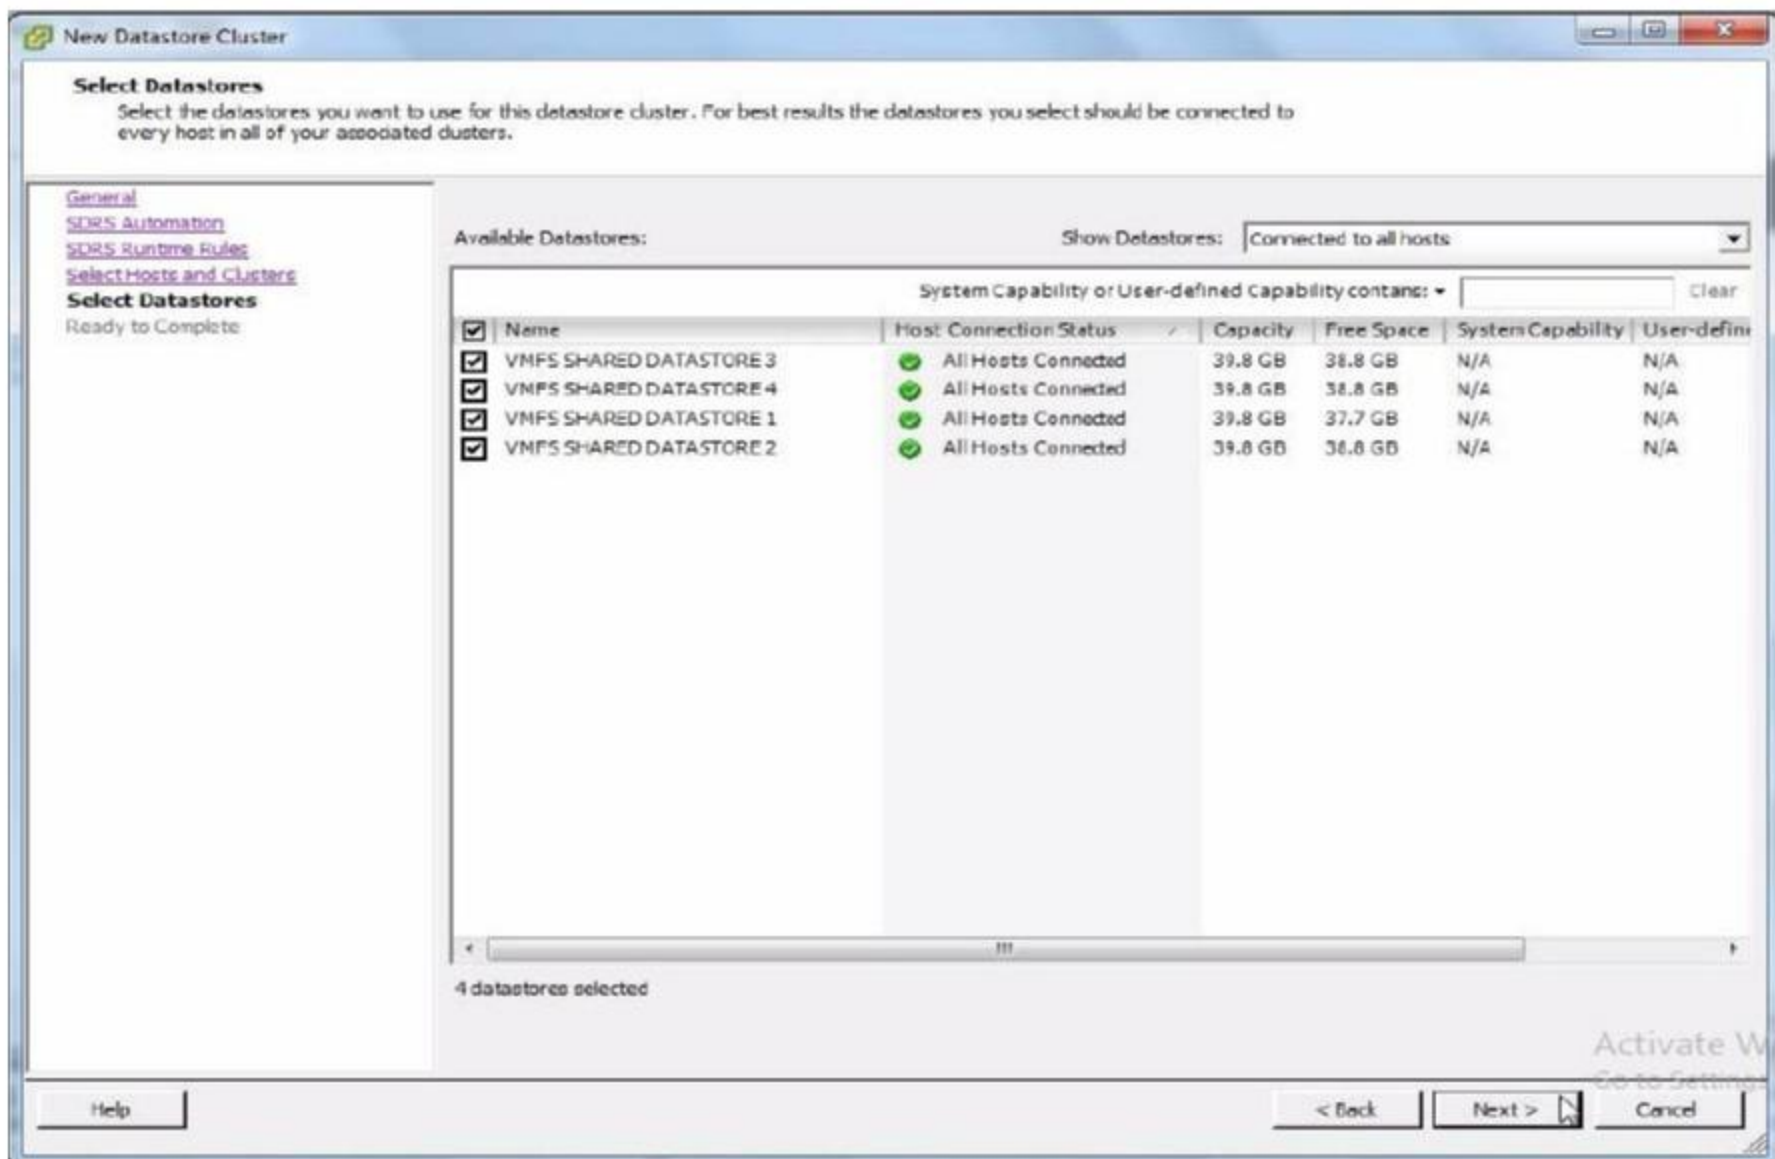 New Datastore Cluster
Select Datastores
Select the datastores you want to use for this datastore cluster. For best results the datastores you select should be connected to
every host in all of your associated clusters.
General
SDRS Automation
SDRS Runtime Rules
Select Hosts and Clusters
Select Datastores
Ready to Complete
Available Datastores: Show Datastores: Connected to all hosts
System Capability or User-defined Capability contains: Clear
Name Host Connection Status Capacity Free Space System Capability User-define
VMFS SHARED DATASTORE 3 All Hosts Connected 39.8 GB 38.8 GB N/A N/A
VMFS SHARED DATASTORE 4 All Hosts Connected 39.8 GB 38.8 GB N/A N/A
VMFS SHARED DATASTORE 1 All Hosts Connected 39.8 GB 37.7 GB N/A N/A
VMFS SHARED DATASTORE 2 All Hosts Connected 39.8 GB 38.8 GB N/A N/A
4 datastores selected
Activate W
Go to Settings
Help < Back Next > Cancel